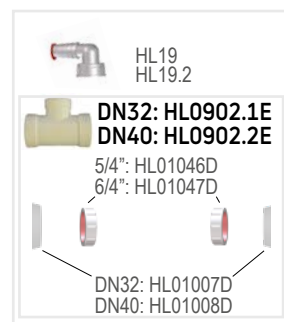 HL19
HL19.2
DN32: HL0902.1E
DN40: HL0902.2E
5/4”: HL01046D
6/4”: HL01047D
DN32: HL01007D
DN40: HL01008D